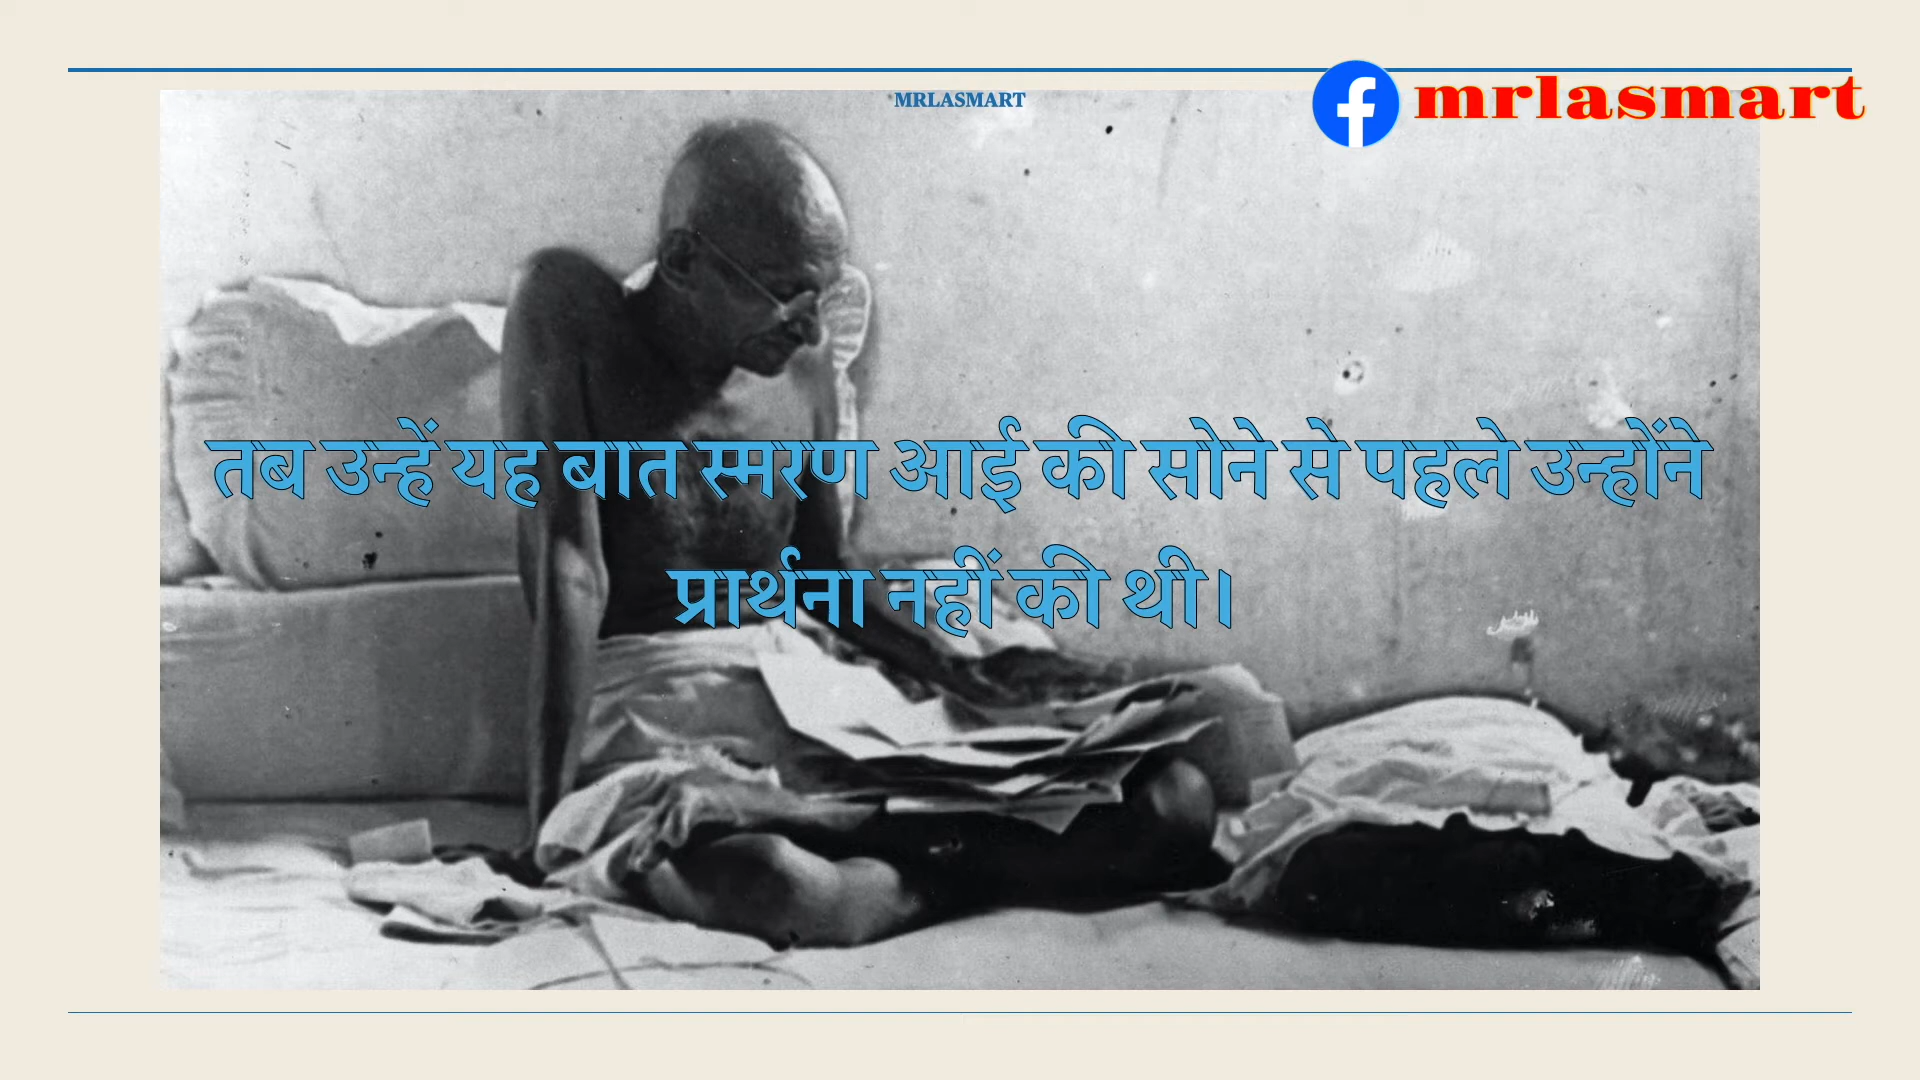 MRLASMART
mrlasmart
तब उन्हें यह बात स्मरण आई की सोने से पहले उन्होंने
प्रार्थना नहीं की थी।